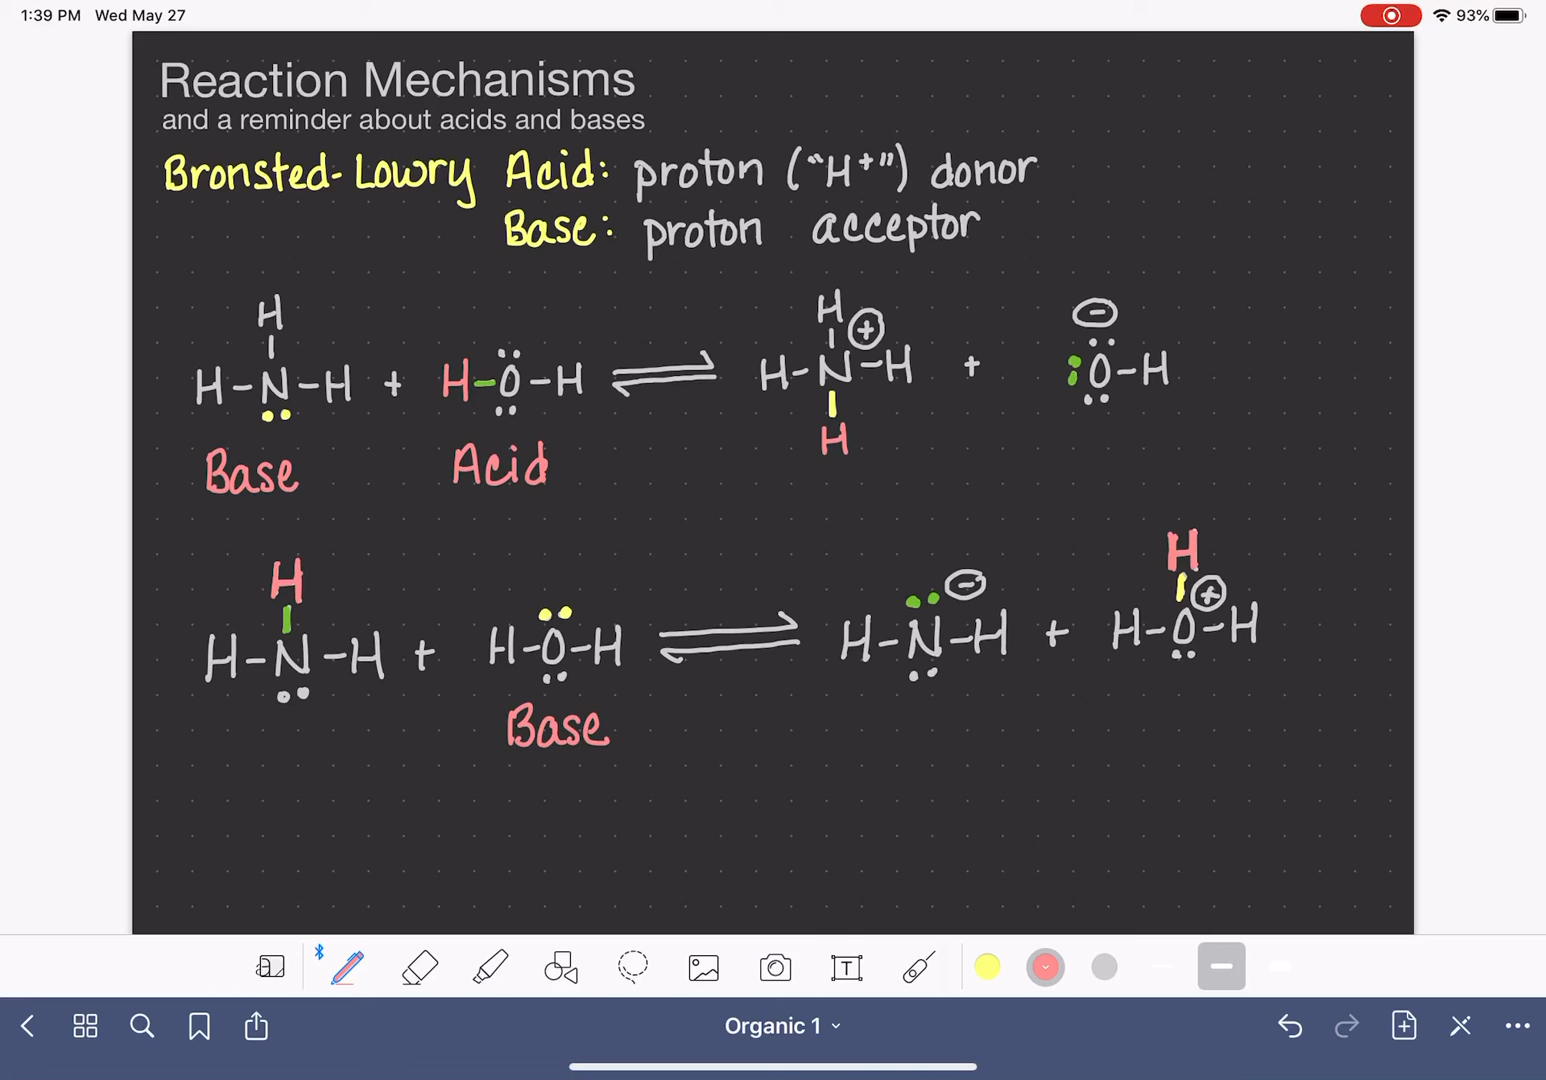 1:39 PM Wed May 27
93%
Reaction Mechanisms
and a reminder about acids and bases
Bronsted-Lowry Acid: proton ("H+") donor
Base: proton acceptor
H H ⊕ ⊖
H-N-H + H-O-H ⇌ H-N-H + :O-H
H
Base Acid
H H
H-N-H + H-O-H ⇌ H-N-H ⊖ + H-O-H ⊕
Base
T
Organic 1